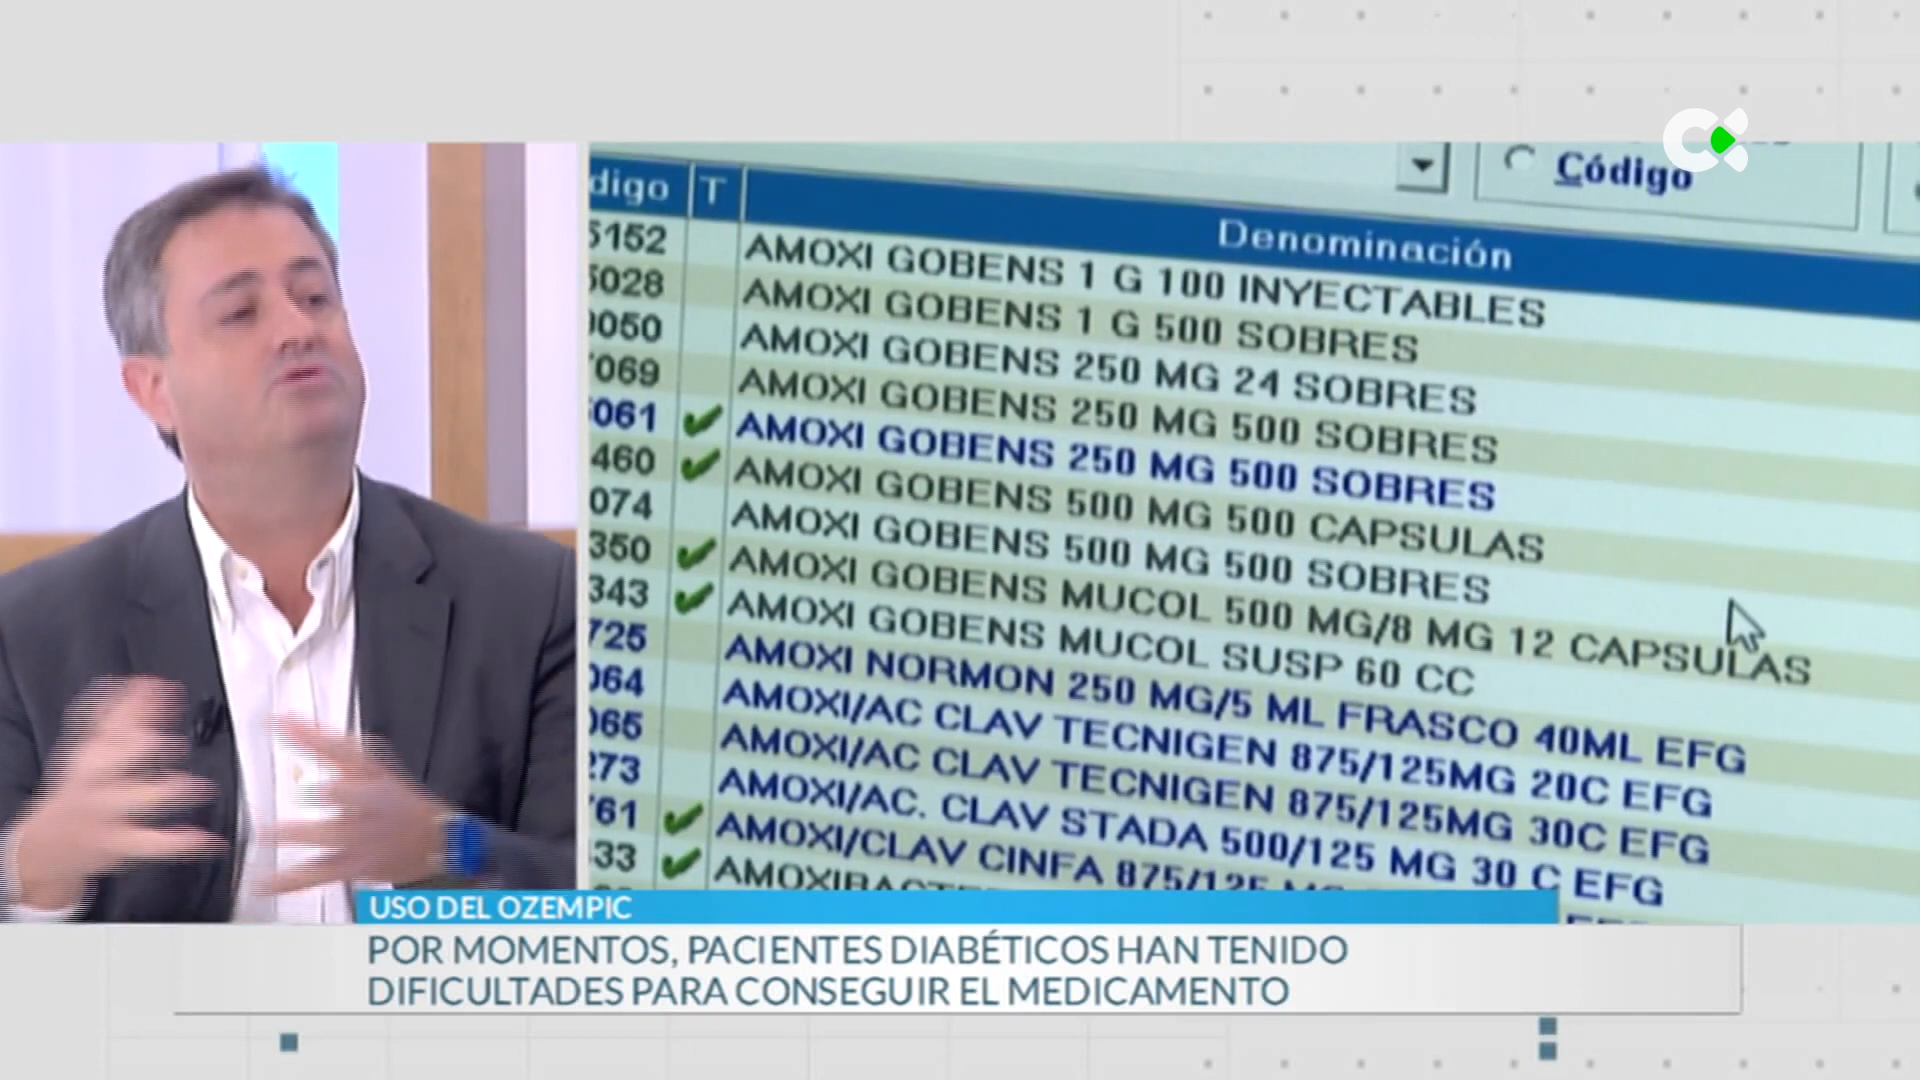 Código
digo T Denominación
5152 AMOXI GOBENS 1 G 100 INYECTABLES
5028 AMOXI GOBENS 1 G 500 SOBRES
050 AMOXI GOBENS 250 MG 24 SOBRES
069 AMOXI GOBENS 250 MG 500 SOBRES
061 AMOXI GOBENS 250 MG 500 SOBRES
460 AMOXI GOBENS 500 MG 500 CAPSULAS
074 AMOXI GOBENS 500 MG 500 SOBRES
350 AMOXI GOBENS MUCOL 500 MG/8 MG 12 CAPSULAS
343 AMOXI GOBENS MUCOL SUSP 60 CC
725 AMOXI NORMON 250 MG/5 ML FRASCO 40ML EFG
064 AMOXI/AC CLAV TECNIGEN 875/125MG 20C EFG
065 AMOXI/AC CLAV TECNIGEN 875/125MG 30C EFG
273 AMOXI/AC. CLAV STADA 500/125 MG 30 C EFG
761 AMOXI/CLAV CINFA 875/125 MG
33
USO DEL OZEMPIC
POR MOMENTOS, PACIENTES DIABÉTICOS HAN TENIDO
DIFICULTADES PARA CONSEGUIR EL MEDICAMENTO